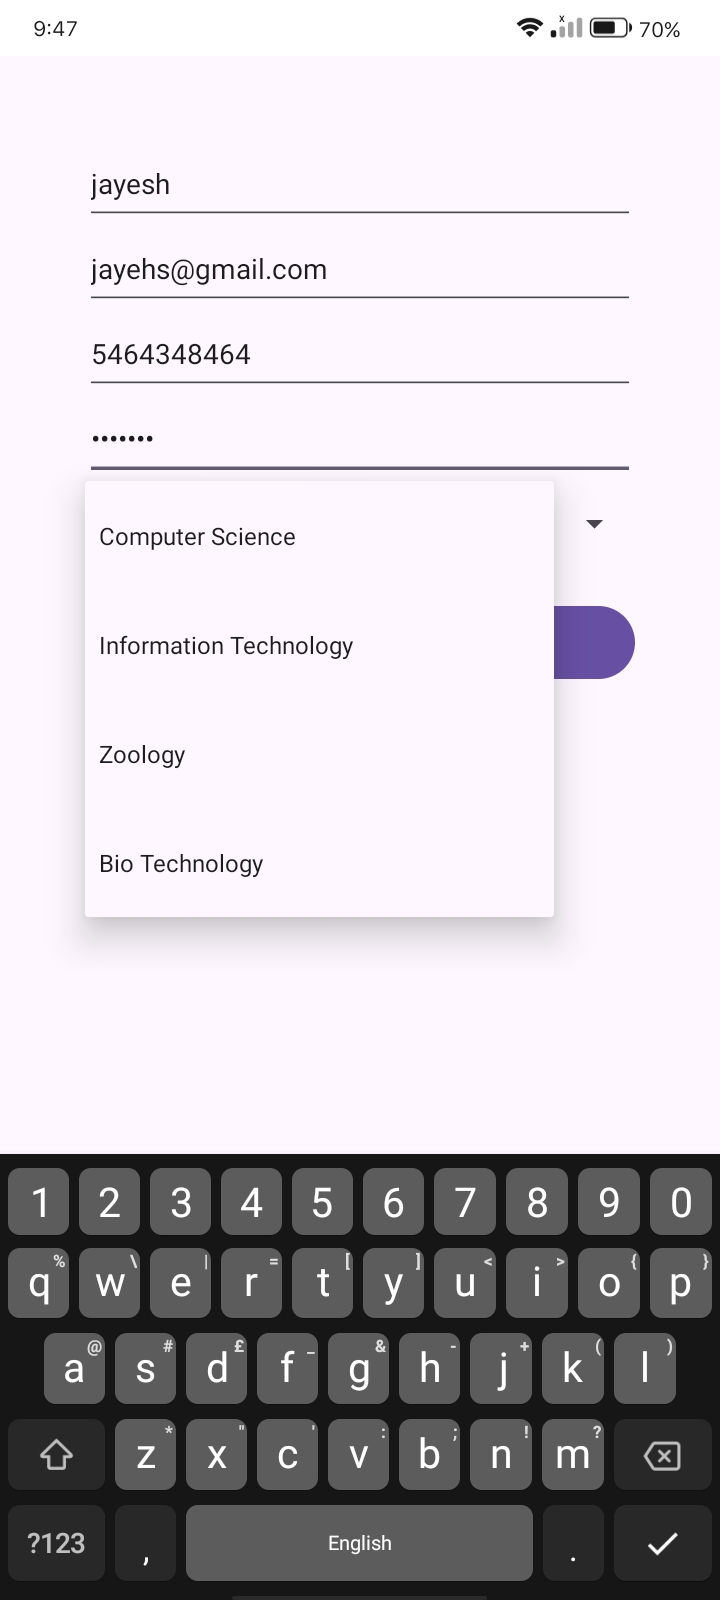 9:47
x
70%
jayesh
jayehs@gmail.com
5464348464
•••••••
Computer Science
Information Technology
Zoology
Bio Technology
1 2 3 4 5 6 7 8 9 0
q % w \ e | r = t [ y ] u < i > o { p }
a @ s # d £ f _ g & h - j + k ( l )
z * x " c ' v : b ; n ! m ?
?123 , English .